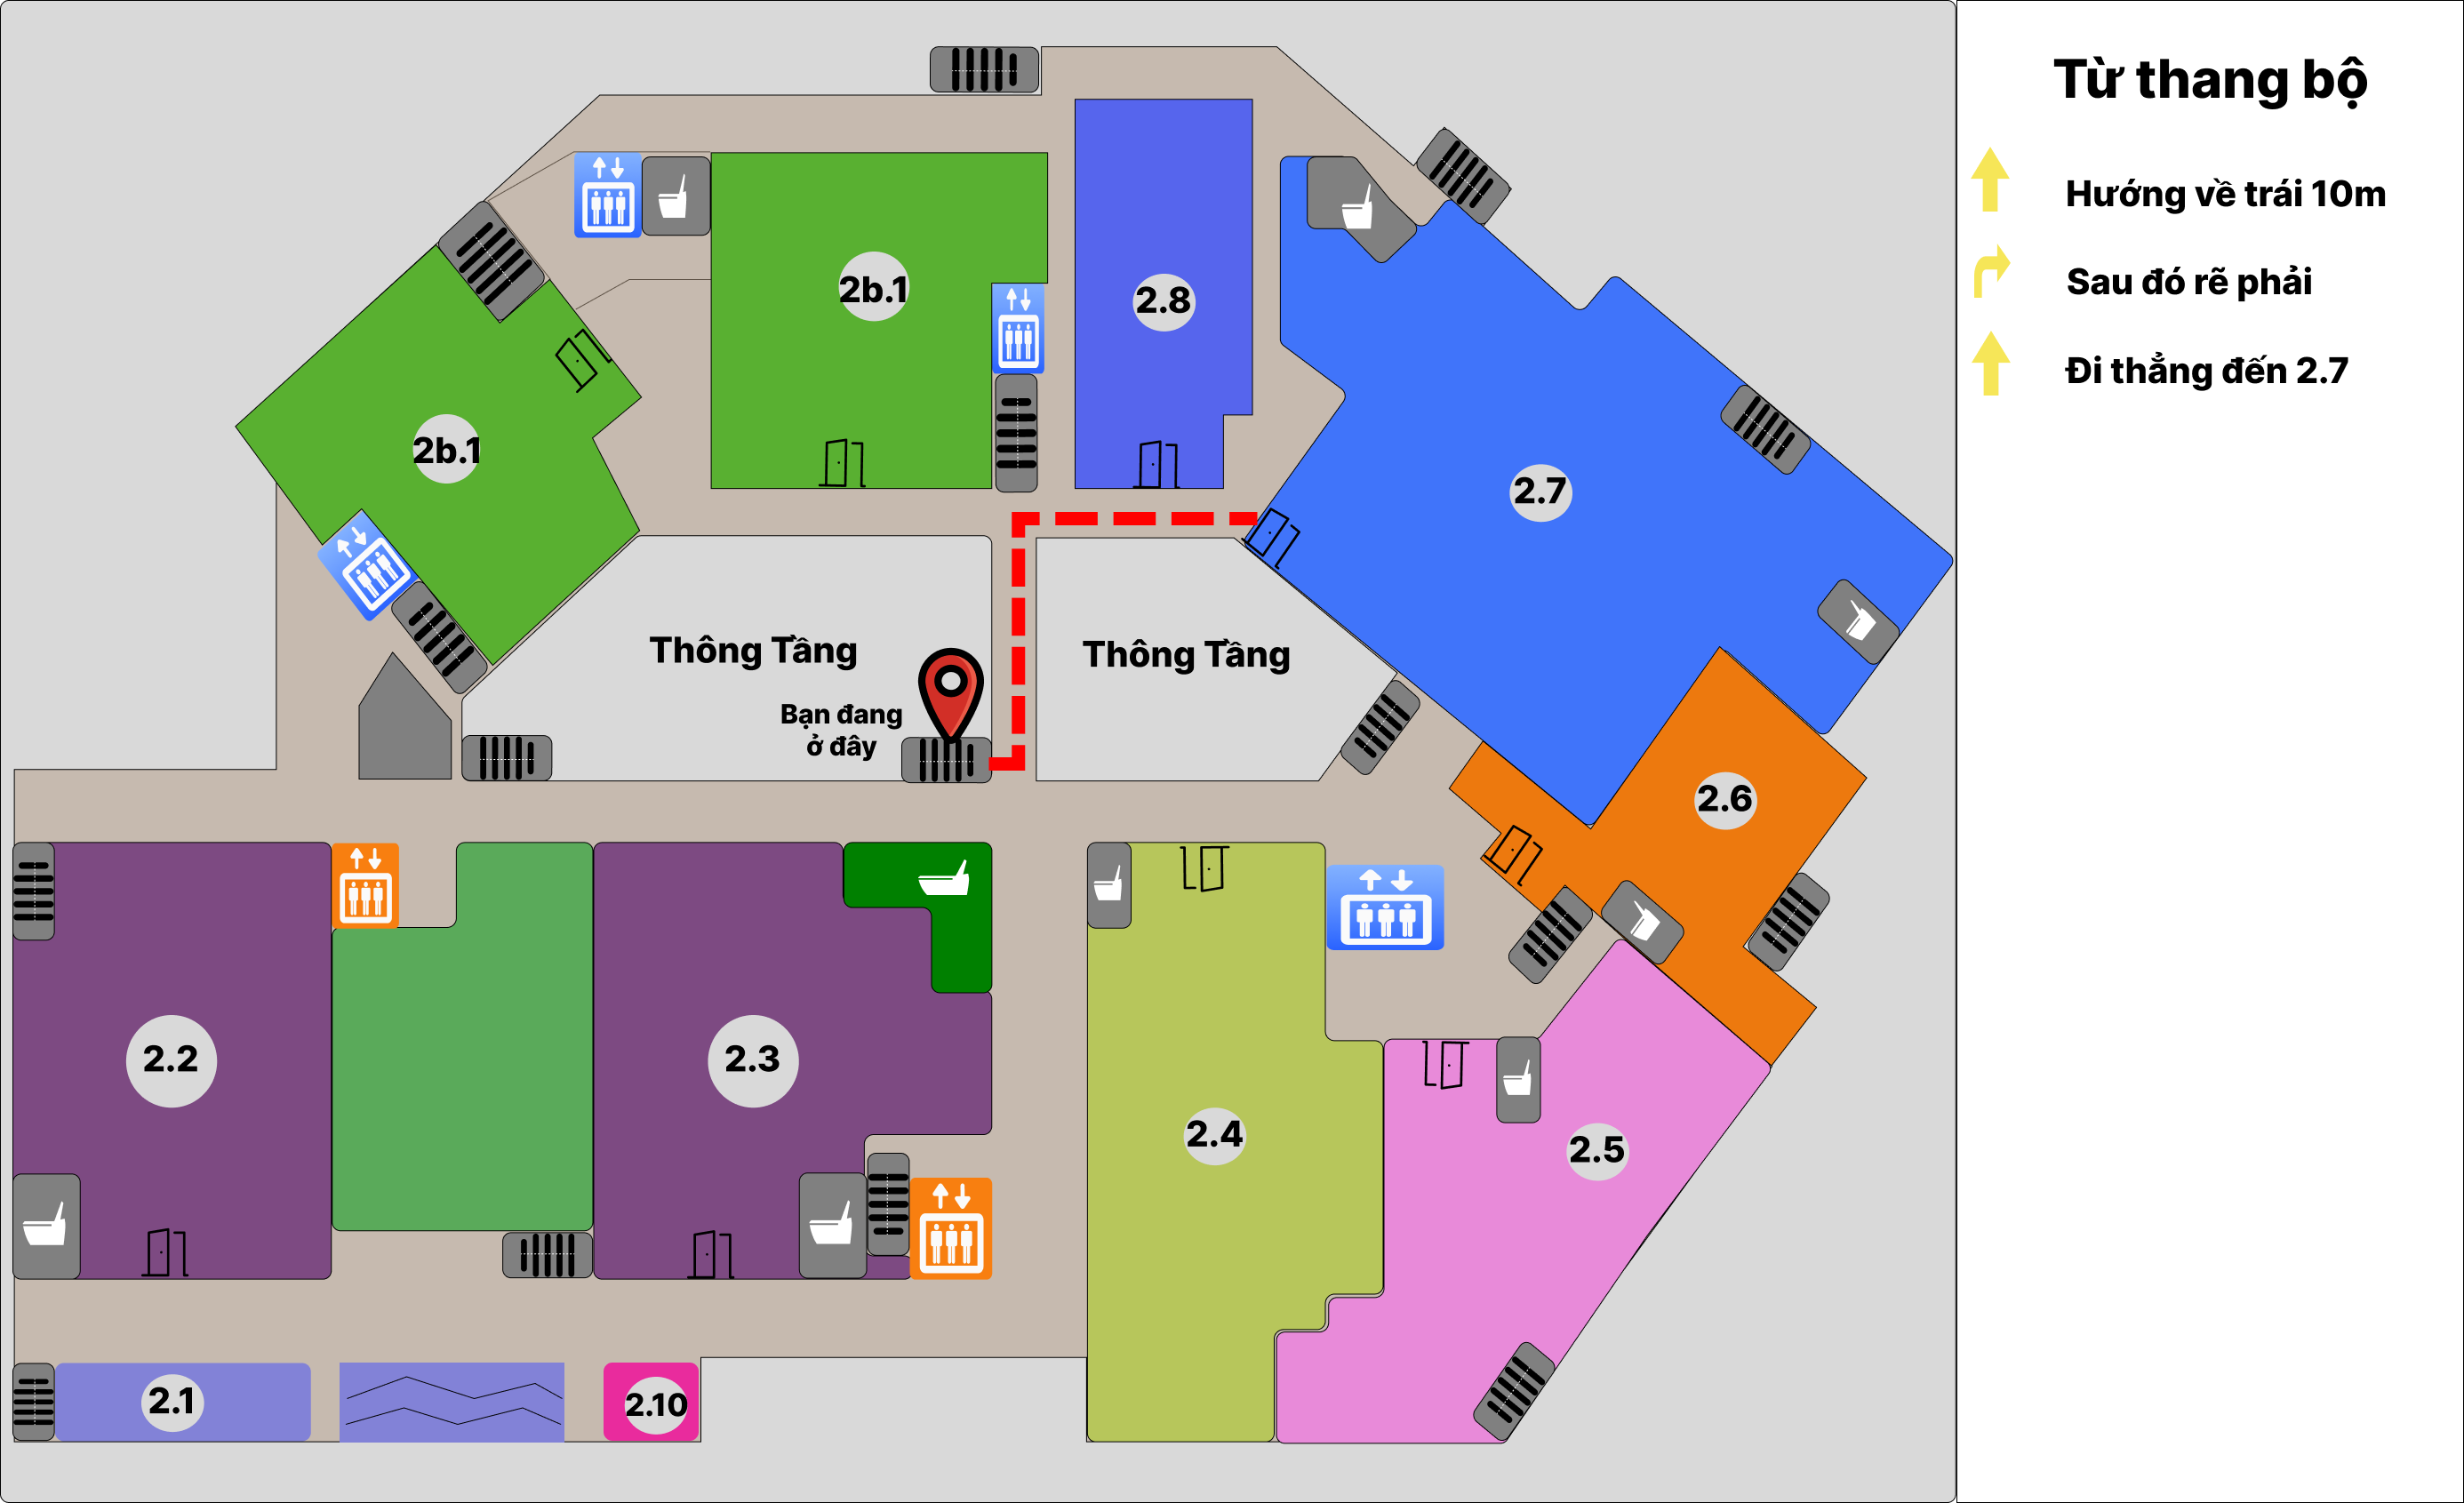 Từ thang bộ
Hướng về trái 10m
Sau đó rẽ phải
Đi thẳng đến 2.7
2b.1
2.8
2b.1
2.7
Thông Tầng
Thông Tầng
Bạn đang
ở đây
2.6
2.2
2.3
2.4
2.5
2.1
2.10